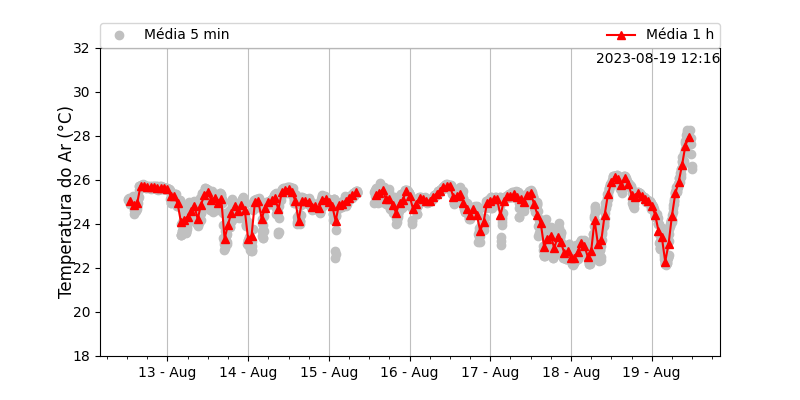 Média 5 min
Média 1 h
2023-08-19 12:16
Temperatura do Ar (°C)
32
30
28
26
24
22
20
18
13 - Aug
14 - Aug
15 - Aug
16 - Aug
17 - Aug
18 - Aug
19 - Aug